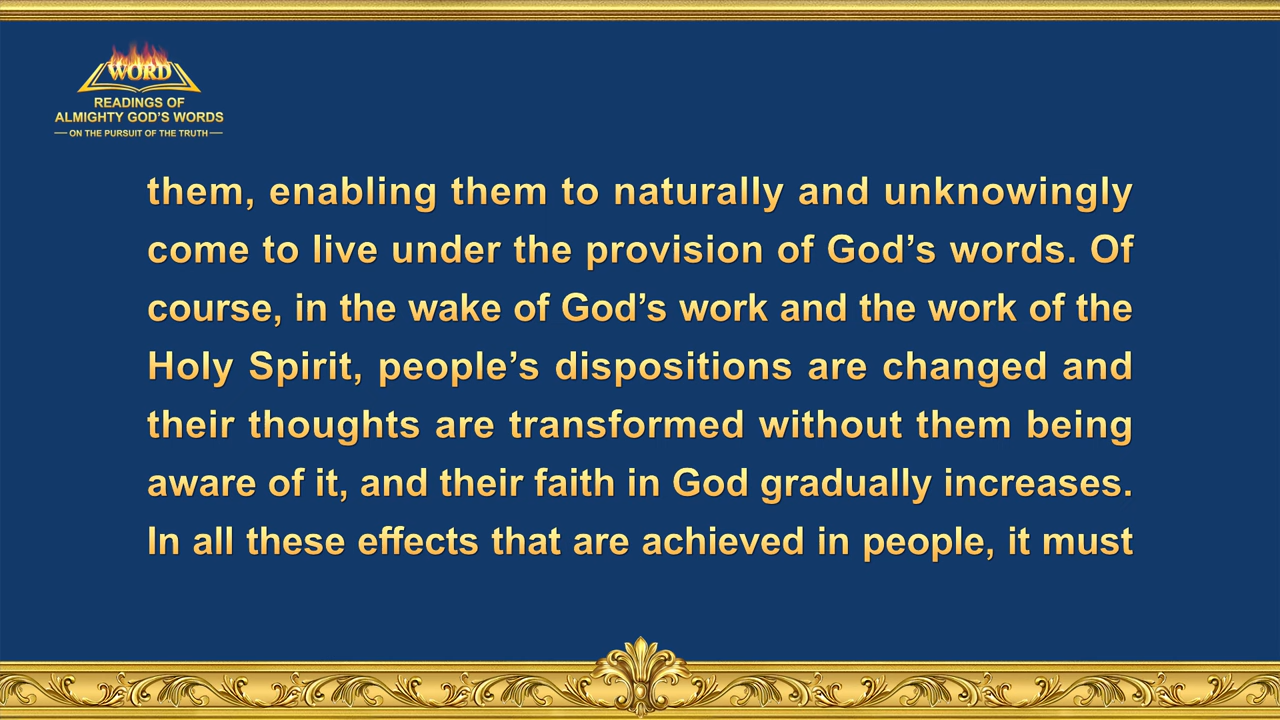 WORD
READINGS OF
ALMIGHTY GOD'S WORDS
— ON THE PURSUIT OF THE TRUTH —
them, enabling them to naturally and unknowingly
come to live under the provision of God’s words. Of
course, in the wake of God’s work and the work of the
Holy Spirit, people’s dispositions are changed and
their thoughts are transformed without them being
aware of it, and their faith in God gradually increases.
In all these effects that are achieved in people, it must